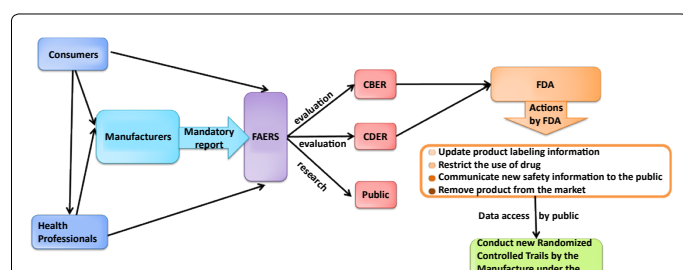 Consumers
Manufacturers
Health
Professionals
Mandatory
report
FAERS
evaluation
evaluation
research
CBER
CDER
Public
FDA
Actions
by FDA
Update product labeling information
Restrict the use of drug
Communicate new safety information to the public
Remove product from the market
Data access by public
Conduct new Randomized
Controlled Trails by the
Manufacture under the